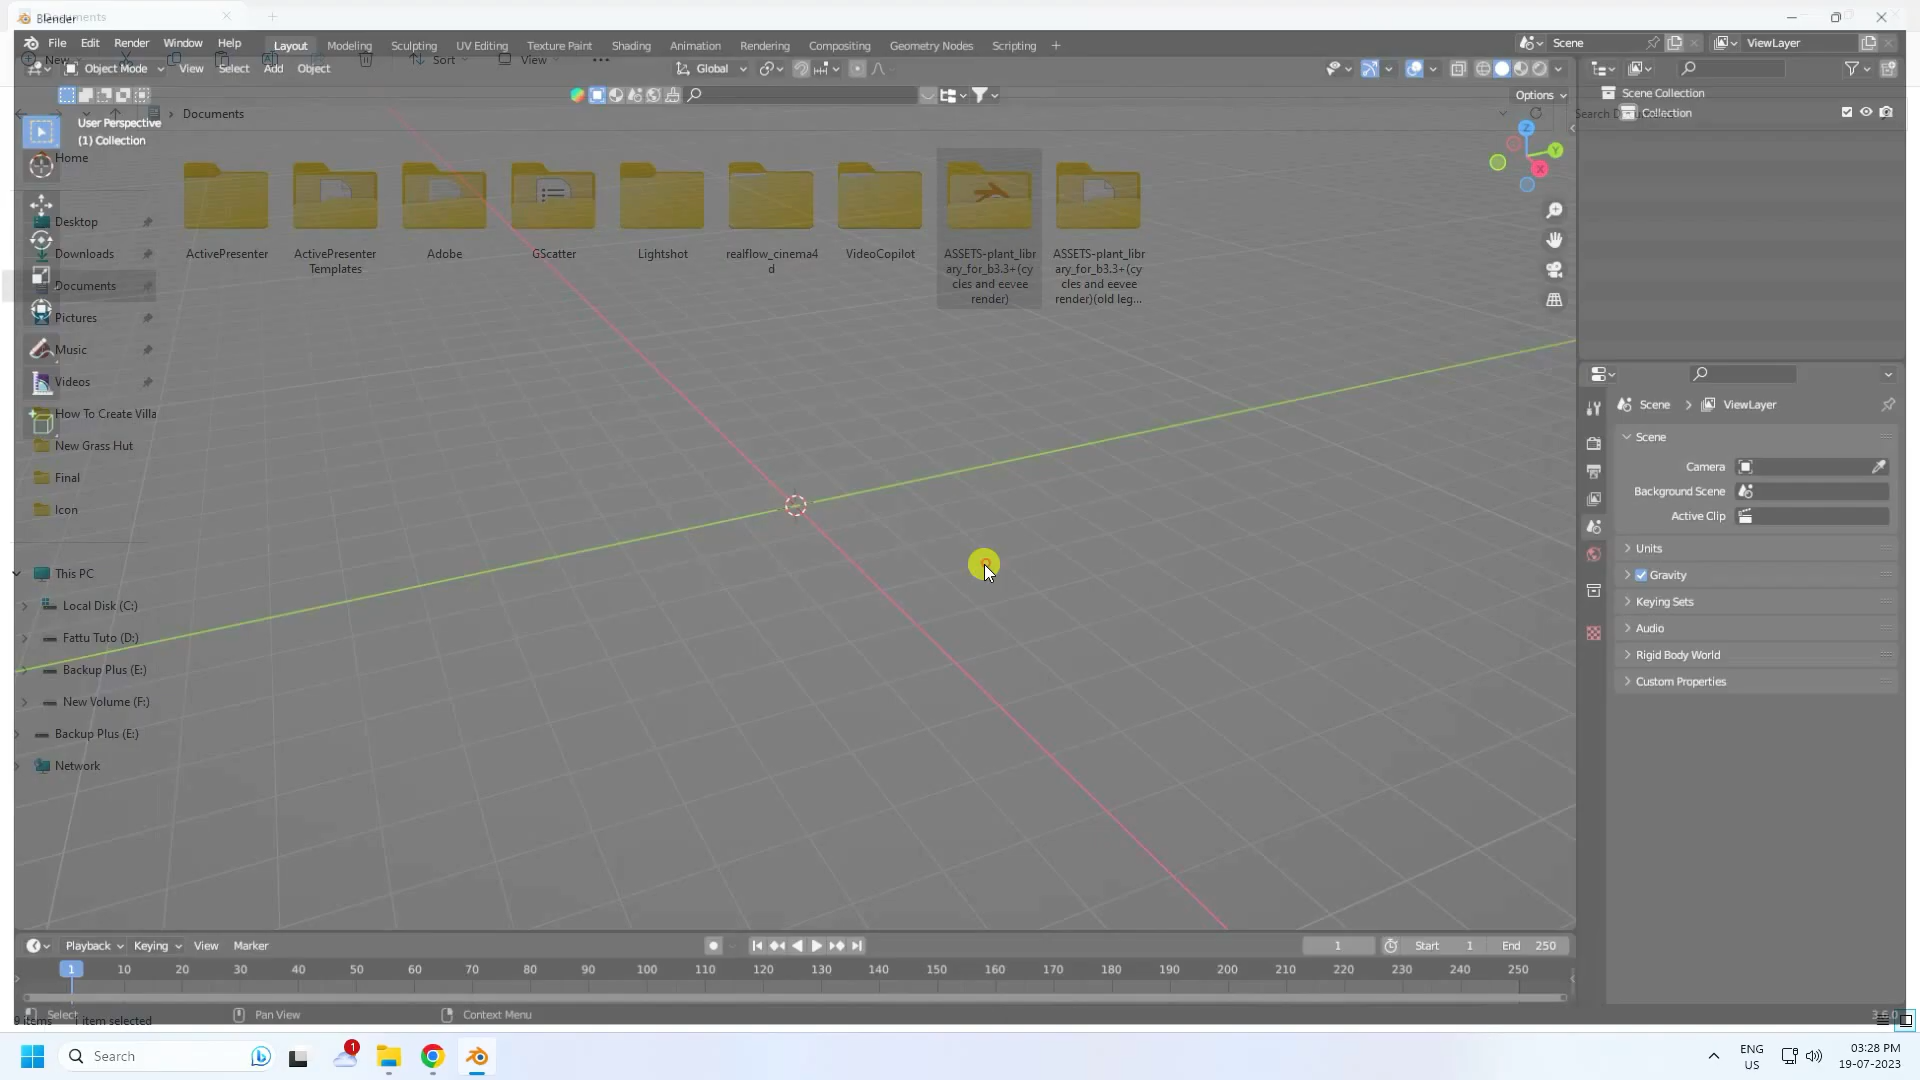 Blender
Documents
File Edit Render Window Help Layout Modeling Sculpting UV Editing Texture Paint Shading Animation Rendering Compositing Geometry Nodes Scripting + Scene ViewLayer
New Sort View
Object Mode View Select Add Object Global
Options
Documents
User Perspective
(1) Collection
Scene Collection
Collection
Home
Desktop
Downloads
Documents
Pictures
Music
Videos
How To Create Villa
New Grass Hut
Final
Icon
This PC
Local Disk (C:)
Fattu Tuto (D:)
Backup Plus (E:)
New Volume (F:)
Backup Plus (E:)
Network
ActivePresenter
ActivePresenter
Templates
Adobe
GScatter
Lightshot
realflow_cinema4
d
VideoCopilot
ASSETS-plant_libr
ary_for_b3.3+(cy
cles and eevee
render)
ASSETS-plant_libr
ary_for_b3.3+(cy
cles and eevee
render)(old leg...
Z
Y
X
Scene > ViewLayer
Scene
Camera
Background Scene
Active Clip
Units
Gravity
Keying Sets
Audio
Rigid Body World
Custom Properties
Playback Keying View Marker 1 Start 1 End 250
1 10 20 30 40 50 60 70 80 90 100 110 120 130 140 150 160 170 180 190 200 210 220 230 240 250
Select Pan View Context Menu
9 items 1 item selected
Search
1
ENG
US
03:28 PM
19-07-2023